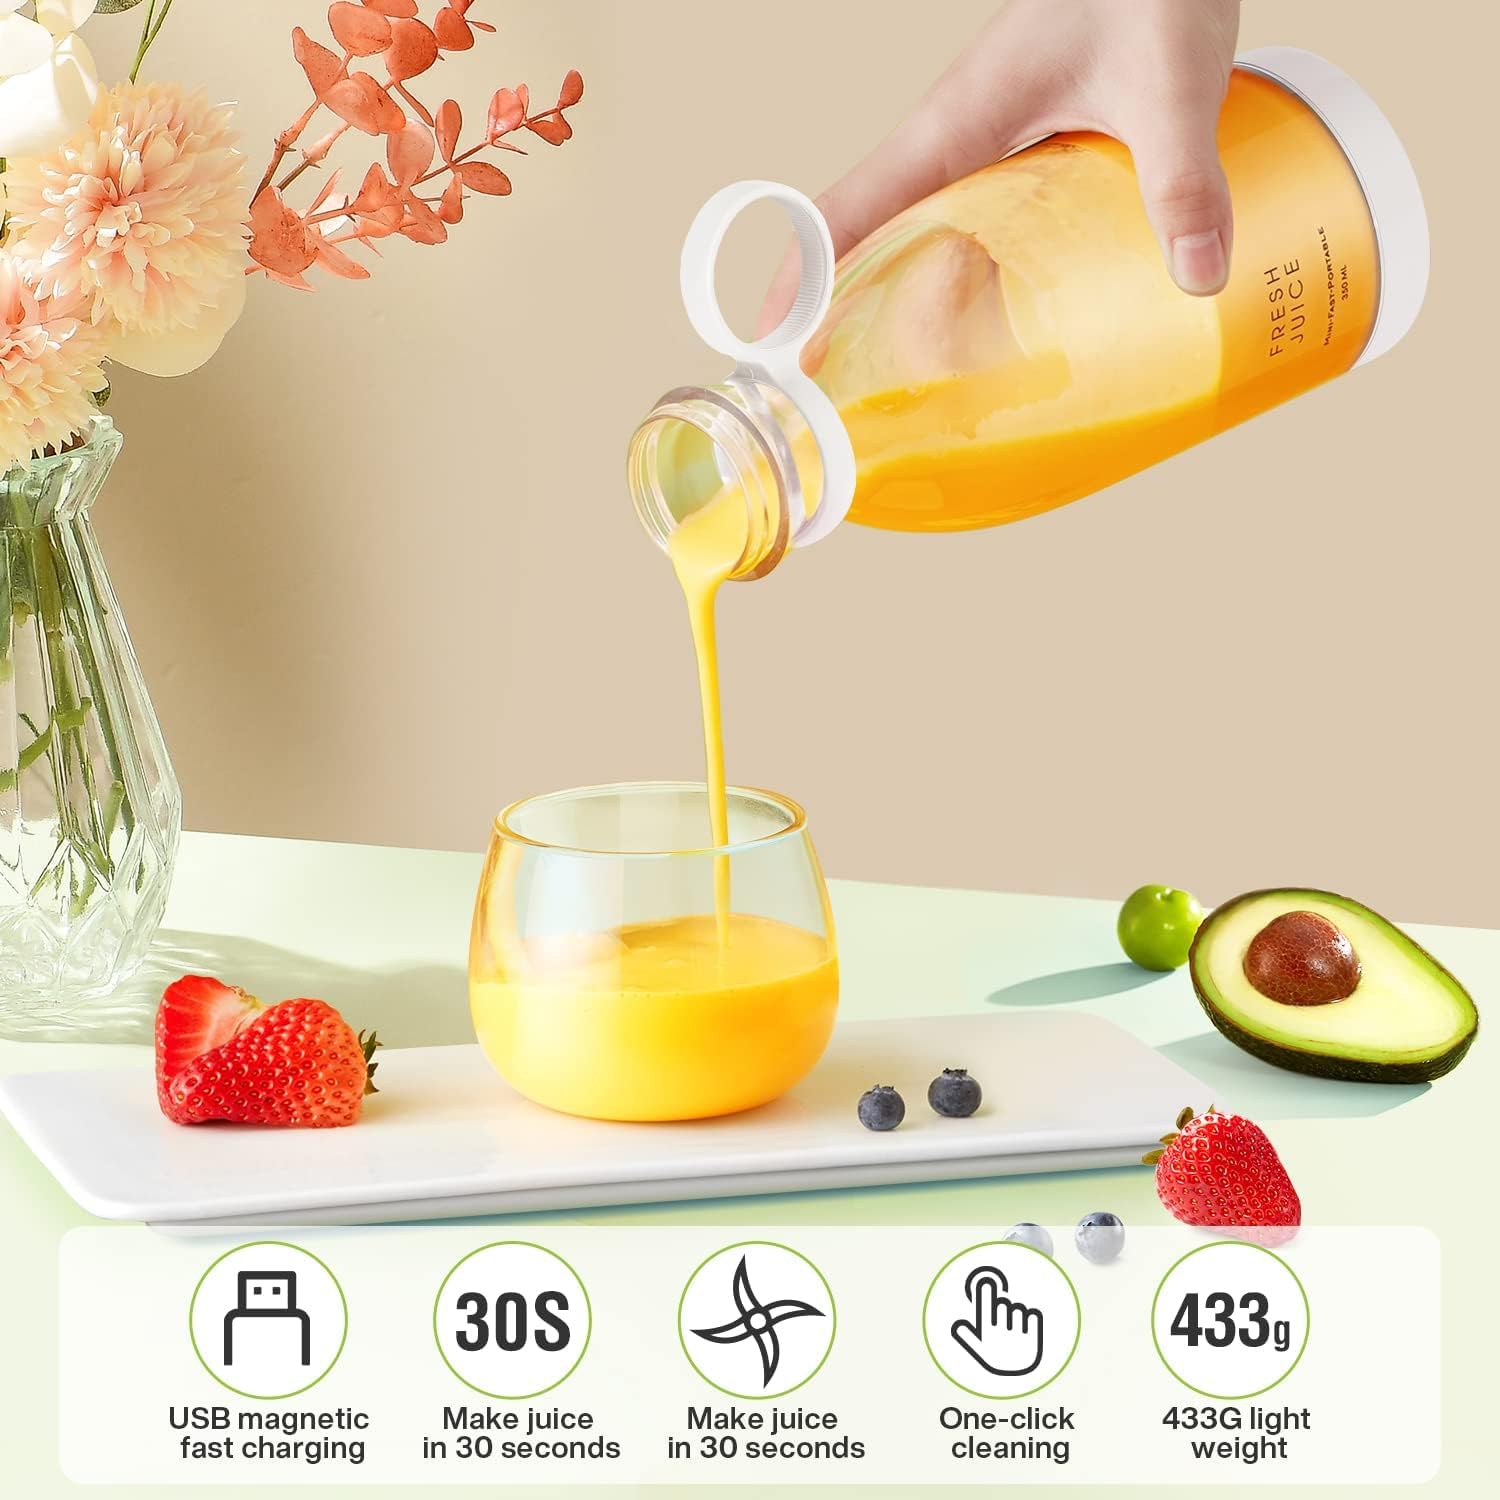 FRESH
JUICE
MINI-FAST-PORTABLE
350 ML
30S
433g
USB magnetic
fast charging
Make juice
in 30 seconds
Make juice
in 30 seconds
One-click
cleaning
433G light
weight